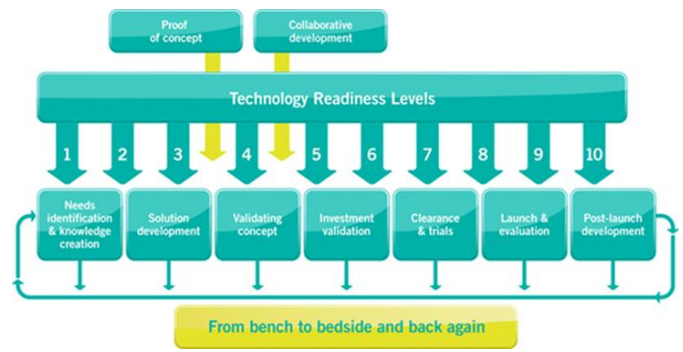 Proof
of concept
Collaborative
development
Technology Readiness Levels
1 2 3 4 5 6 7 8 9 10
Needs
identification
& knowledge
creation
Solution
development
Validating
concept
Investment
validation
Clearance
& trials
Launch &
evaluation
Post-launch
development
From bench to bedside and back again